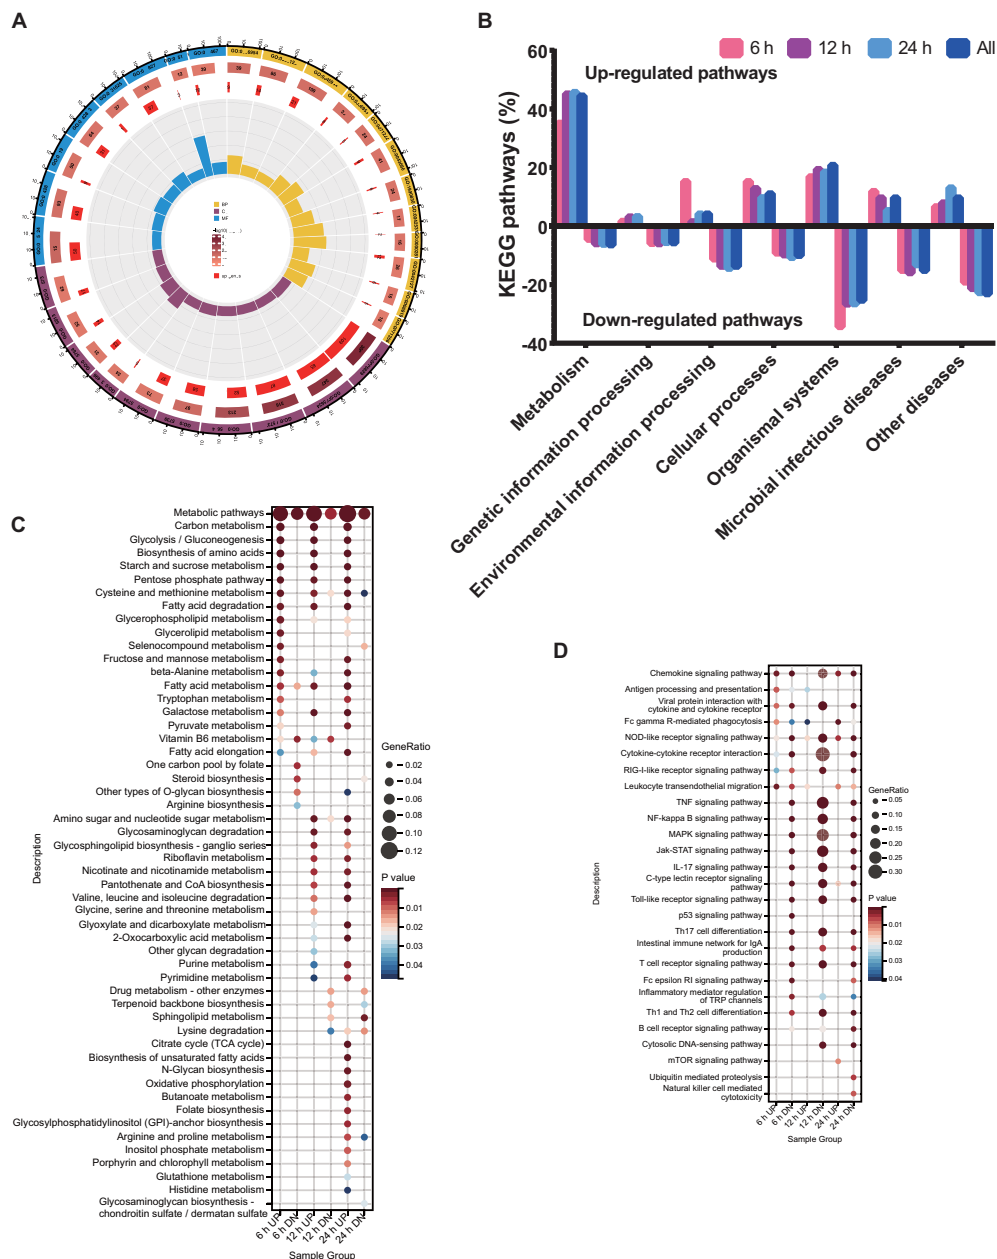 A
BP
C
MF
B
6 h
12 h
24 h
All
Up-regulated pathways
Down-regulated pathways
KEGG pathways (%)
60
40
20
0
-20
-40
Metabolism
Genetic information processing
Environmental information processing
Cellular processes
Organismal systems
Microbial infectious diseases
Other diseases
C
Metabolic pathways
Carbon metabolism
Glycolysis / Gluconeogenesis
Biosynthesis of amino acids
Starch and sucrose metabolism
Pentose phosphate pathway
Cysteine and methionine metabolism
Fatty acid degradation
Glycerophospholipid metabolism
Glycerolipid metabolism
Selenocompound metabolism
Fructose and mannose metabolism
beta-Alanine metabolism
Fatty acid metabolism
Tryptophan metabolism
Galactose metabolism
Pyruvate metabolism
Vitamin B6 metabolism
Fatty acid elongation
One carbon pool by folate
Steroid biosynthesis
Other types of O-glycan biosynthesis
Arginine biosynthesis
Amino sugar and nucleotide sugar metabolism
Glycosaminoglycan degradation
Glycosphingolipid biosynthesis - ganglio series
Riboflavin metabolism
Nicotinate and nicotinamide metabolism
Pantothenate and CoA biosynthesis
Valine, leucine and isoleucine degradation
Glycine, serine and threonine metabolism
Glyoxylate and dicarboxylate metabolism
2-Oxocarboxylic acid metabolism
Other glycan degradation
Purine metabolism
Pyrimidine metabolism
Drug metabolism - other enzymes
Terpenoid backbone biosynthesis
Sphingolipid metabolism
Lysine degradation
Citrate cycle (TCA cycle)
Biosynthesis of unsaturated fatty acids
N-Glycan biosynthesis
Oxidative phosphorylation
Butanoate metabolism
Folate biosynthesis
Glycosylphosphatidylinositol (GPI)-anchor biosynthesis
Arginine and proline metabolism
Inositol phosphate metabolism
Porphyrin and chlorophyll metabolism
Glutathione metabolism
Histidine metabolism
Glycosaminoglycan biosynthesis -
chondroitin sulfate / dermatan sulfate
Description
6 h UP
6 h DN
12 h UP
12 h DN
24 h UP
24 h DN
Sample Group
GeneRatio
0.02
0.04
0.06
0.08
0.10
0.12
P value
0.01
0.02
0.03
0.04
D
Chemokine signaling pathway
Antigen processing and presentation
Viral protein interaction with
cytokine and cytokine receptor
Fc gamma R-mediated phagocytosis
NOD-like receptor signaling pathway
Cytokine-cytokine receptor interaction
RIG-I-like receptor signaling pathway
Leukocyte transendothelial migration
TNF signaling pathway
NF-kappa B signaling pathway
MAPK signaling pathway
Jak-STAT signaling pathway
IL-17 signaling pathway
C-type lectin receptor signaling
pathway
Toll-like receptor signaling pathway
p53 signaling pathway
Th17 cell differentiation
Intestinal immune network for IgA
production
T cell receptor signaling pathway
Fc epsilon RI signaling pathway
Inflammatory mediator regulation
of TRP channels
Th1 and Th2 cell differentiation
B cell receptor signaling pathway
Cytosolic DNA-sensing pathway
mTOR signaling pathway
Ubiquitin mediated proteolysis
Natural killer cell mediated
cytotoxicity
Description
6 h UP
6 h DN
12 h UP
12 h DN
24 h UP
24 h DN
Sample Group
GeneRatio
0.05
0.10
0.15
0.20
0.25
0.30
P value
0.01
0.02
0.03
0.04